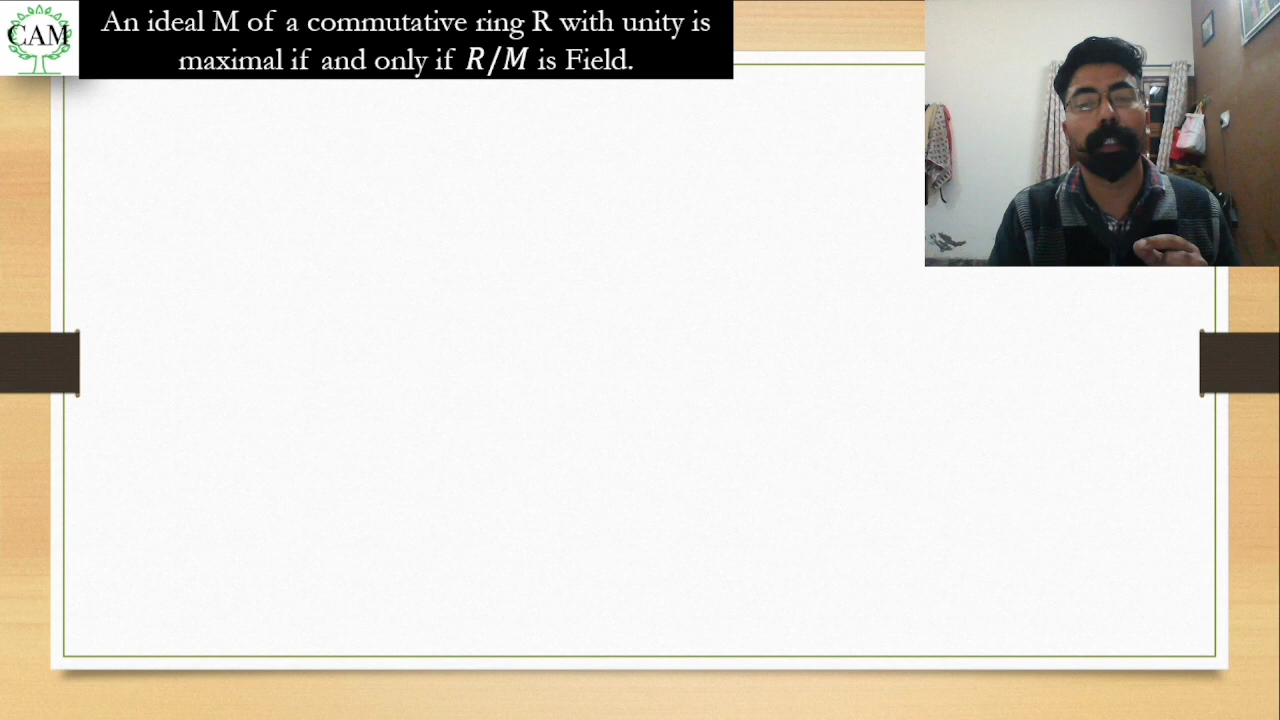 CAM
An ideal M of a commutative ring R with unity is
maximal if and only if R/M is Field.